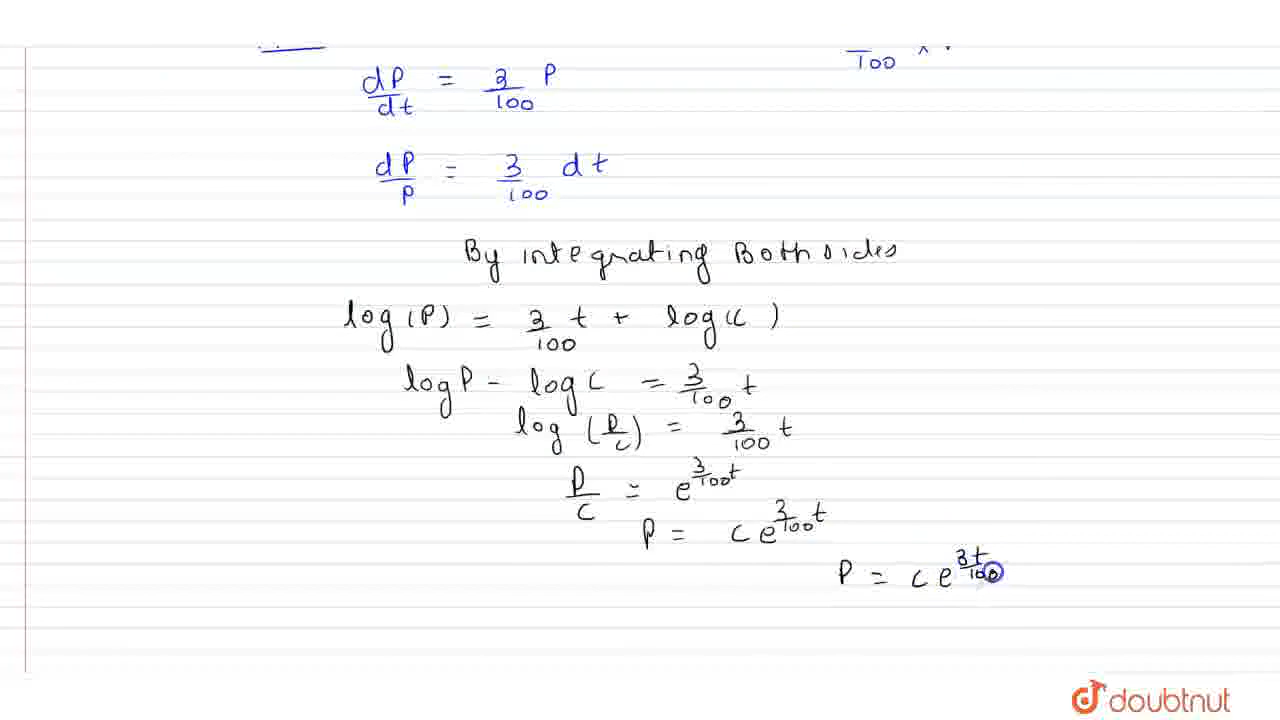 100 x
dP/dt = 3/100 P
dP/P = 3/100 dt
By integrating Both sides
log(P) = 3/100 t + log(c)
log P - log C = 3/100 t
log (P/c) = 3/100 t
P/C = e^3/100 t
P = c e^3/100 t
P = c e^3t/100
doubtnut